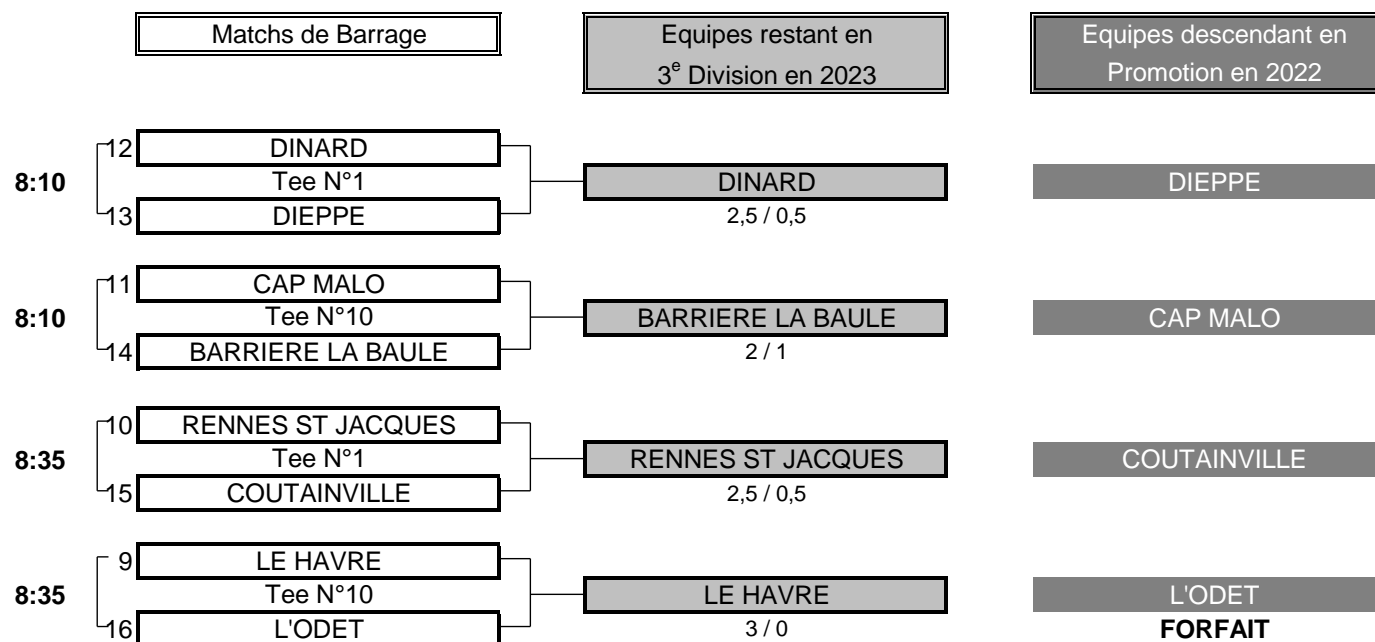 Matchs de Barrage
Equipes restant en
3e Division en 2023
Equipes descendant en
Promotion en 2022
12 DINARD
8:10 Tee N°1 DINARD DIEPPE
13 DIEPPE 2,5 / 0,5
11 CAP MALO
8:10 Tee N°10 BARRIERE LA BAULE CAP MALO
14 BARRIERE LA BAULE 2 / 1
10 RENNES ST JACQUES
8:35 Tee N°1 RENNES ST JACQUES COUTAINVILLE
15 COUTAINVILLE 2,5 / 0,5
9 LE HAVRE
8:35 Tee N°10 LE HAVRE L'ODET
16 L'ODET 3 / 0 FORFAIT